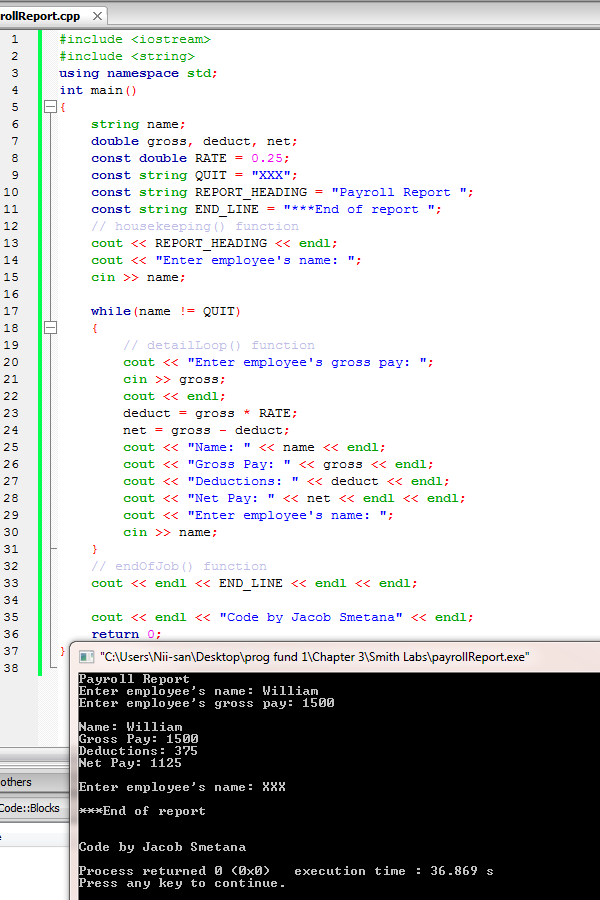 rollReport.cpp
1 #include <iostream>
2 #include <string>
3 using namespace std;
4 int main()
5 {
6 string name;
7 double gross, deduct, net;
8 const double RATE = 0.25;
9 const string QUIT = "XXX";
10 const string REPORT_HEADING = "Payroll Report ";
11 const string END_LINE = "***End of report ";
12 // housekeeping() function
13 cout << REPORT_HEADING << endl;
14 cout << "Enter employee's name: ";
15 cin >> name;
16
17 while(name != QUIT)
18 {
19 // detailLoop() function
20 cout << "Enter employee's gross pay: ";
21 cin >> gross;
22 cout << endl;
23 deduct = gross * RATE;
24 net = gross - deduct;
25 cout << "Name: " << name << endl;
26 cout << "Gross Pay: " << gross << endl;
27 cout << "Deductions: " << deduct << endl;
28 cout << "Net Pay: " << net << endl << endl;
29 cout << "Enter employee's name: ";
30 cin >> name;
31 }
32 // endOfJob() function
33 cout << endl << END_LINE << endl << endl;
34
35 cout << endl << "Code by Jacob Smetana" << endl;
36 return 0;
37 }
38
"C:\Users\Nii-san\Desktop\prog fund 1\Chapter 3\Smith Labs\payrollReport.exe"
Payroll Report
Enter employee's name: William
Enter employee's gross pay: 1500
Name: William
Gross Pay: 1500
Deductions: 375
Net Pay: 1125
Enter employee's name: XXX
***End of report
Code by Jacob Smetana
Process returned 0 (0x0) execution time : 36.869 s
Press any key to continue.
others
Code::Blocks